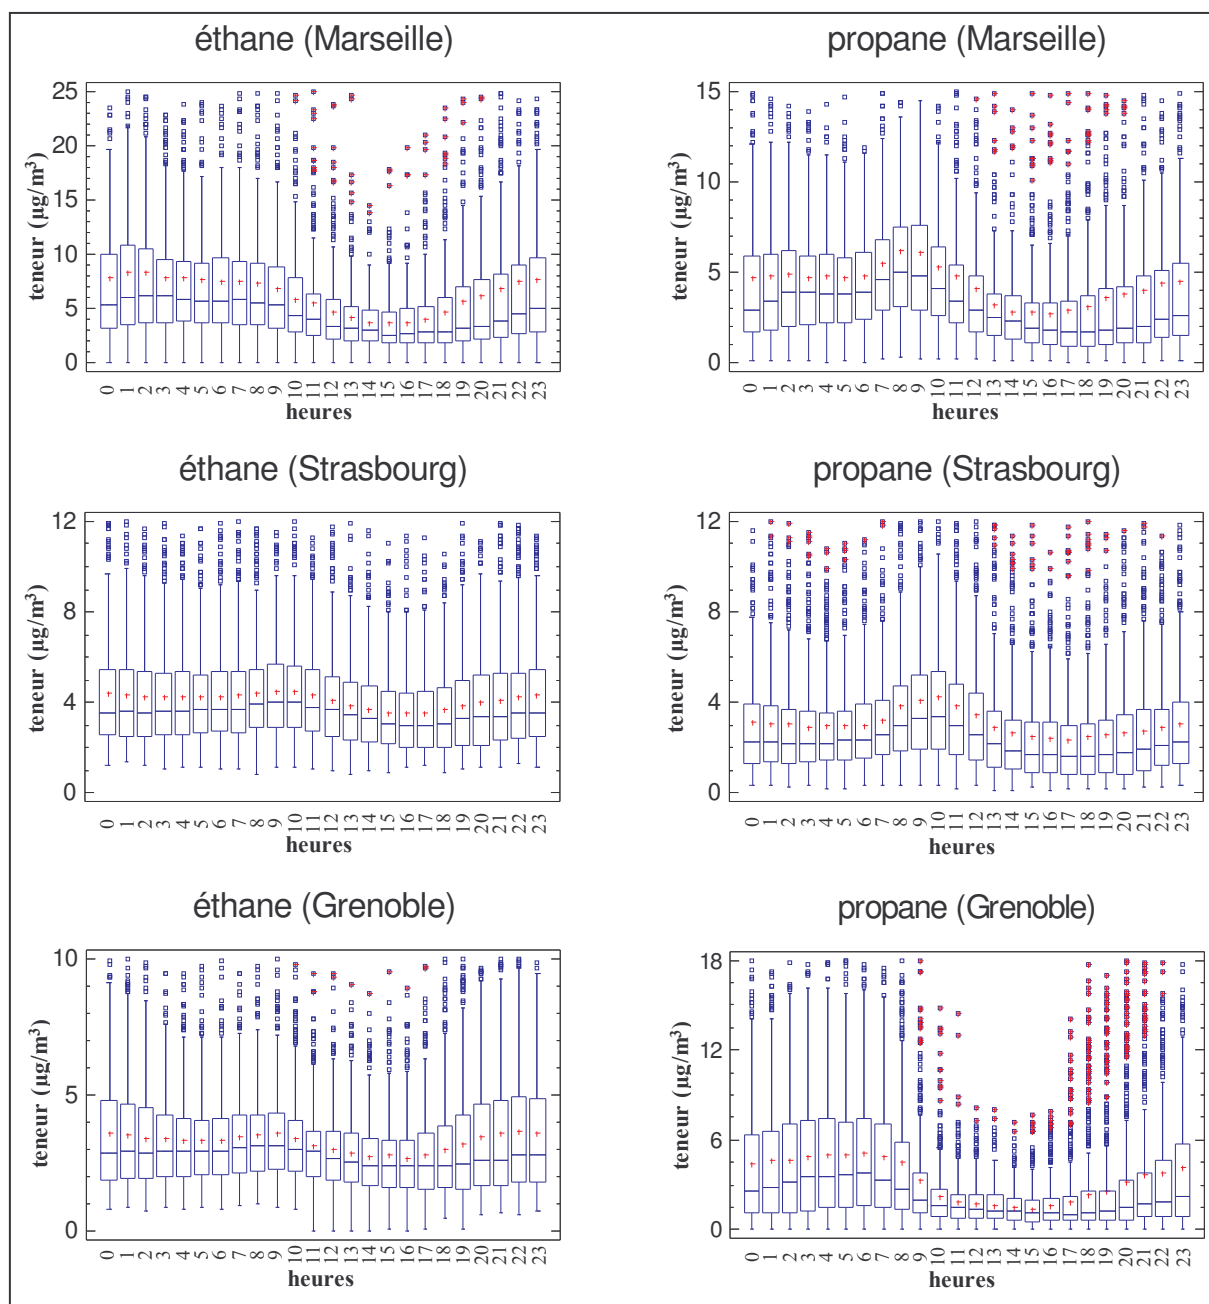 éthane (Marseille)
teneur (µg/m³)
25
20
15
10
5
0
0 1 2 3 4 5 6 7 8 9 10 11 12 13 14 15 16 17 18 19 20 21 22 23
heures
propane (Marseille)
teneur (µg/m³)
15
10
5
0
0 1 2 3 4 5 6 7 8 9 10 11 12 13 14 15 16 17 18 19 20 21 22 23
heures
éthane (Strasbourg)
teneur (µg/m³)
12
8
4
0
0 1 2 3 4 5 6 7 8 9 10 11 12 13 14 15 16 17 18 19 20 21 22 23
heures
propane (Strasbourg)
teneur (µg/m³)
12
8
4
0
0 1 2 3 4 5 6 7 8 9 10 11 12 13 14 15 16 17 18 19 20 21 22 23
heures
éthane (Grenoble)
teneur (µg/m³)
10
5
0
0 1 2 3 4 5 6 7 8 9 10 11 12 13 14 15 16 17 18 19 20 21 22 23
heures
propane (Grenoble)
teneur (µg/m³)
18
12
6
0
0 1 2 3 4 5 6 7 8 9 10 11 12 13 14 15 16 17 18 19 20 21 22 23
heures